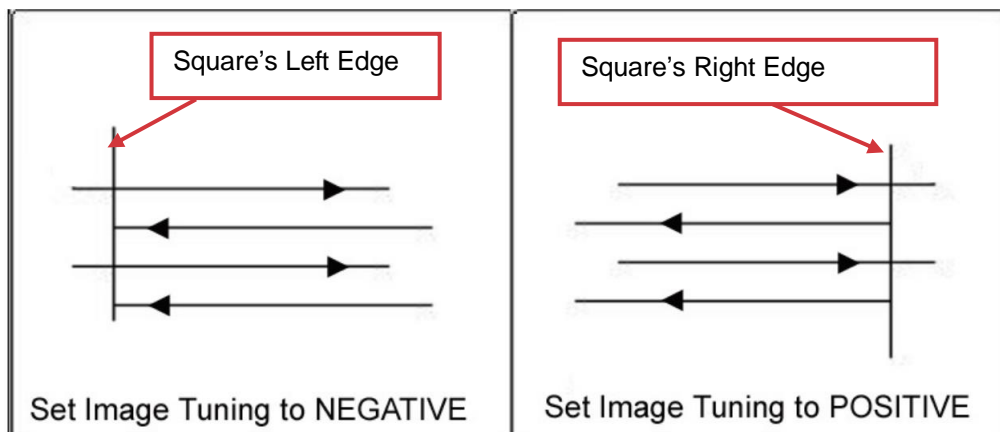 Square’s Left Edge
Square’s Right Edge
Set Image Tuning to NEGATIVE
Set Image Tuning to POSITIVE